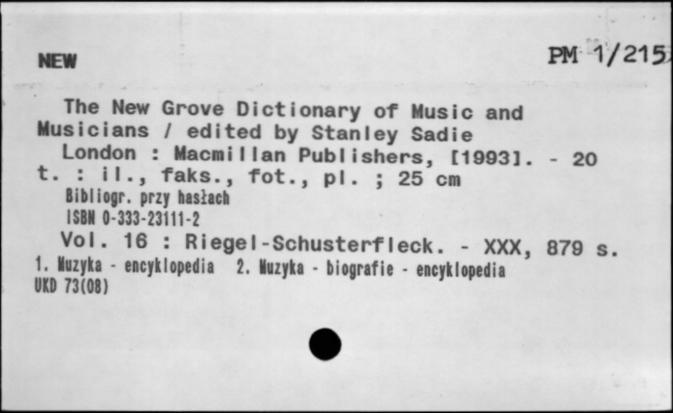 NEW
PM 1/215
The New Grove Dictionary of Music and
Musicians / edited by Stanley Sadie
London : Macmillan Publishers, [1993]. - 20
t. : il., faks., fot., pl. ; 25 cm
Bibliogr. przy hasłach
ISBN 0-333-23111-2
Vol. 16 : Riegel-Schusterfleck. - XXX, 879 s.
1. Muzyka - encyklopedia 2. Muzyka - biografie - encyklopedia
UKD 73(08)